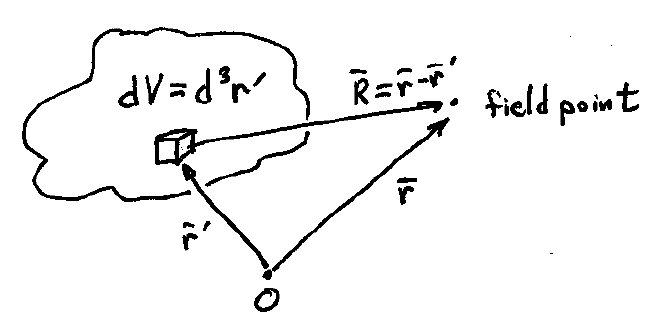 dV = d³r′
R̄ = r̄ - r̄′
field point
r̄
r̄′
O